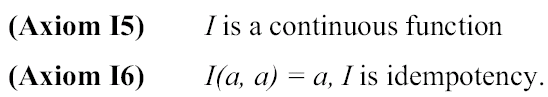 (Axiom I5) I is a continuous function
(Axiom I6) I(a, a) = a, I is idempotency.